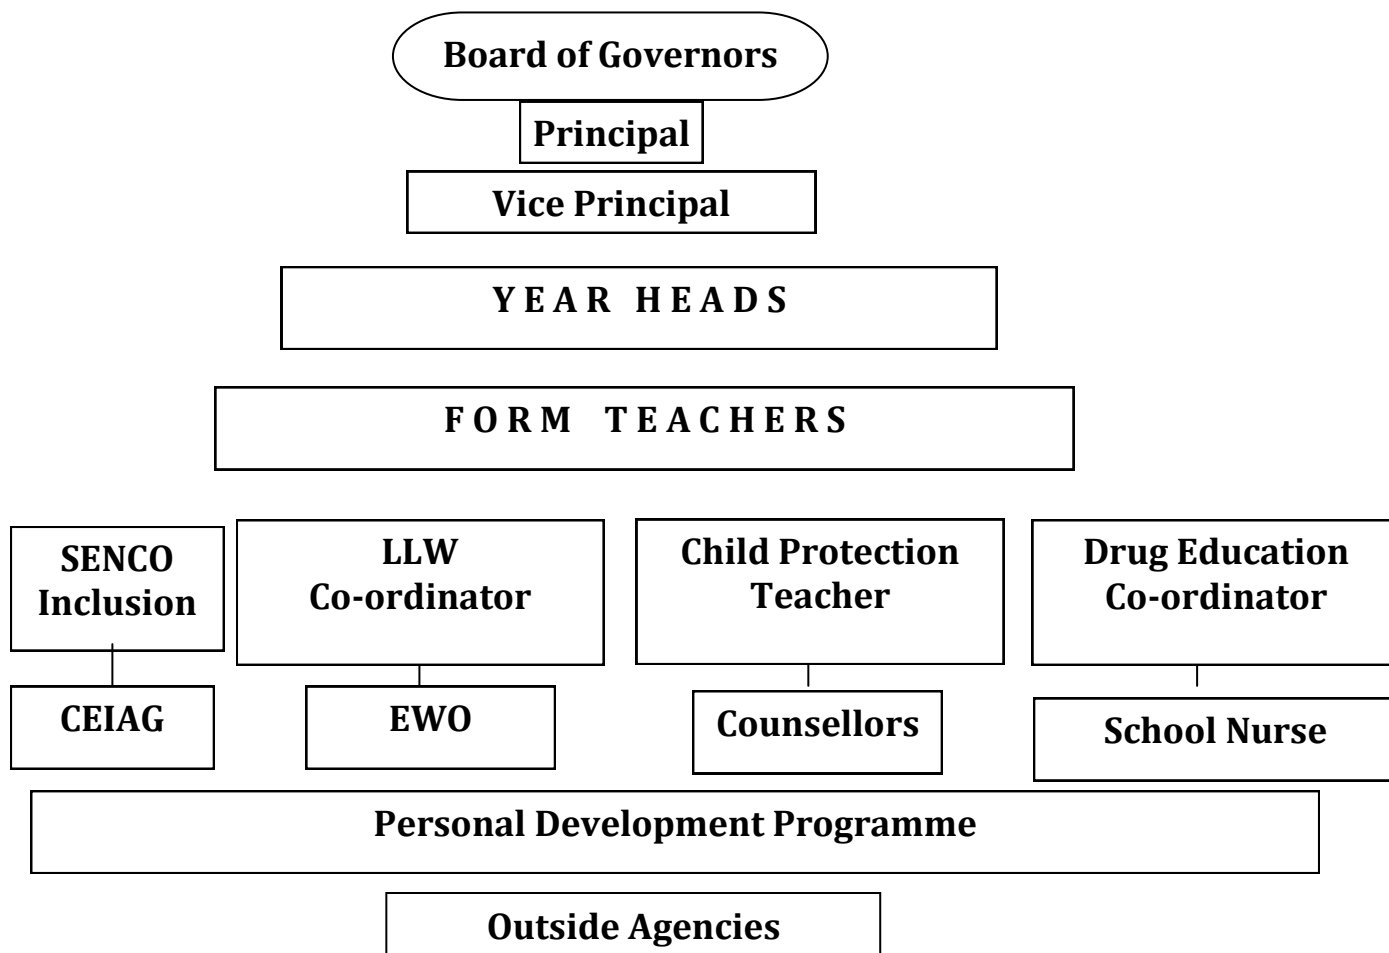 Board of Governors
Principal
Vice Principal
YEAR HEADS
FORM TEACHERS
SENCO
Inclusion
LLW
Co-ordinator
Child Protection
Teacher
Drug Education
Co-ordinator
CEIAG
EWO
Counsellors
School Nurse
Personal Development Programme
Outside Agencies